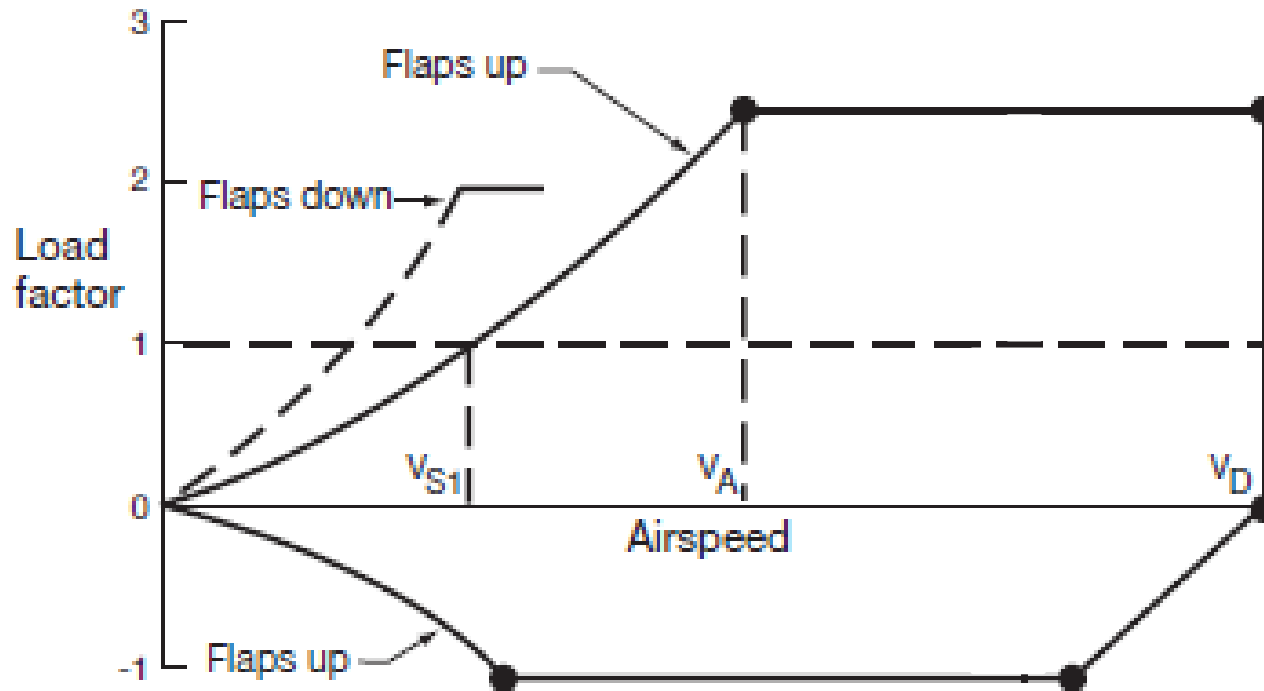 3
Flaps up
2
Flaps down
Load
factor
1
vS1
vA
vD
0
Airspeed
Flaps up
-1